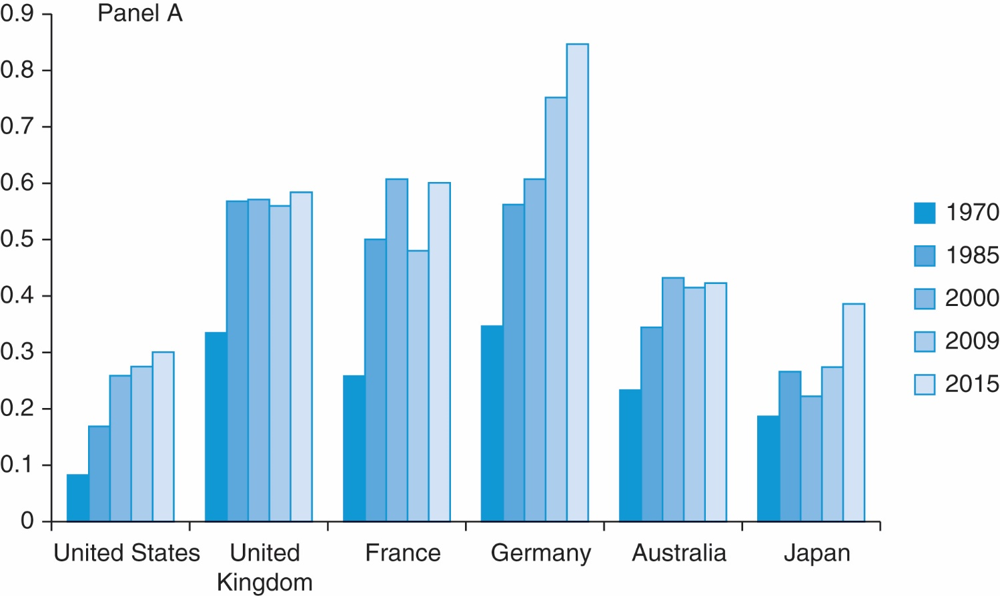 Panel A
0.9
0.8
0.7
0.6
0.5
0.4
0.3
0.2
0.1
0
United States
United
Kingdom
France
Germany
Australia
Japan
1970
1985
2000
2009
2015